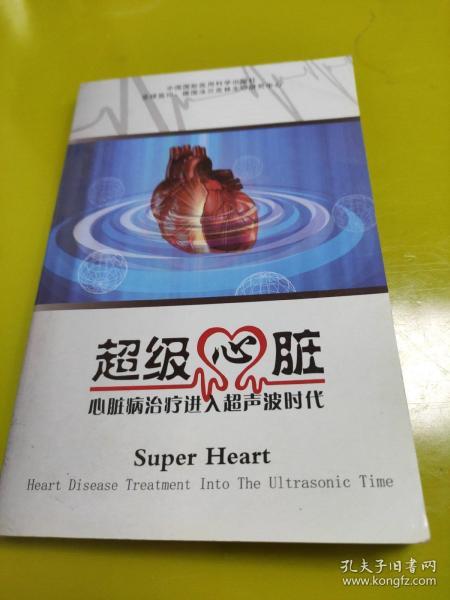 超级心脏
心脏病治疗进入超声波时代
Super Heart
Heart Disease Treatment Into The Ultrasonic Time
孔夫子旧书网
www.kongfz.com